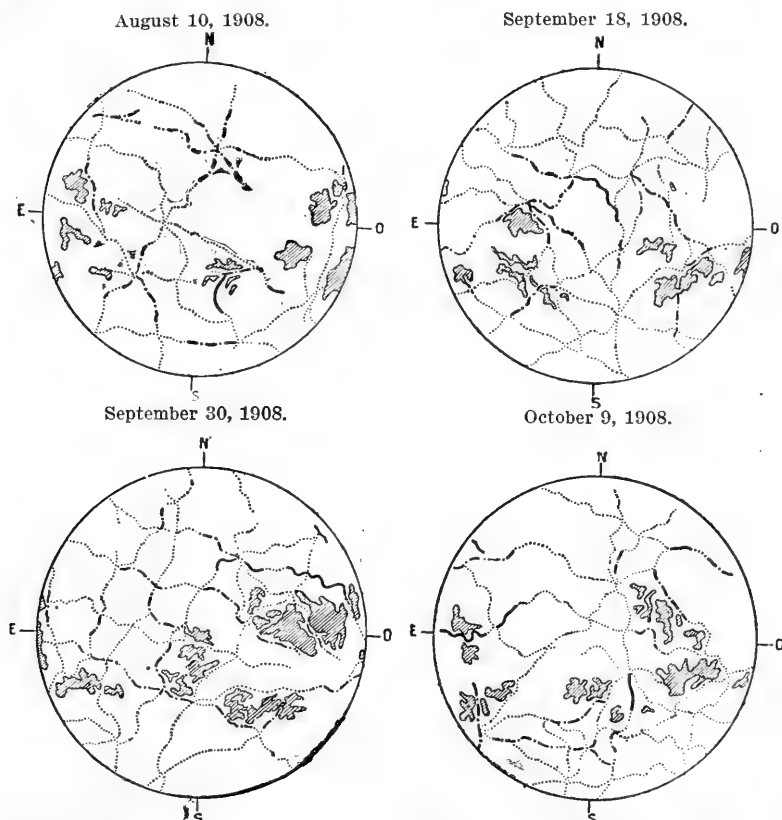 August 10, 1908.
N
E
O
S
September 18, 1908.
N
E
O
S
September 30, 1908.
N
E
O
S
October 9, 1908.
N
E
O
S